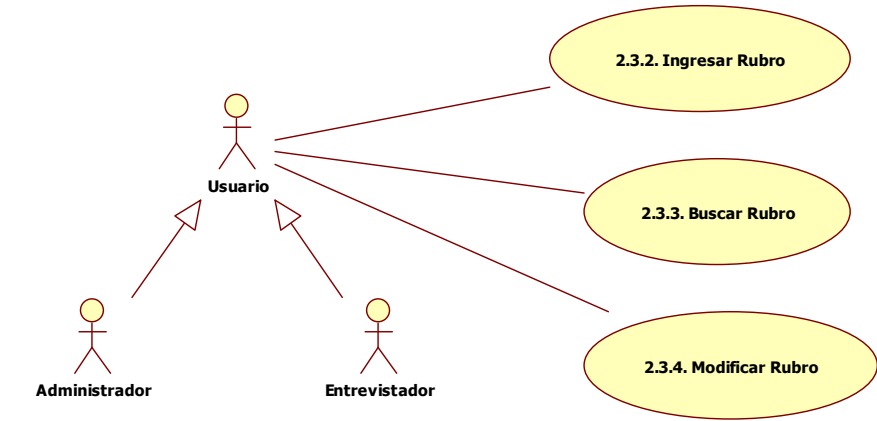 2.3.2. Ingresar Rubro
Usuario
2.3.3. Buscar Rubro
2.3.4. Modificar Rubro
Administrador
Entrevistador